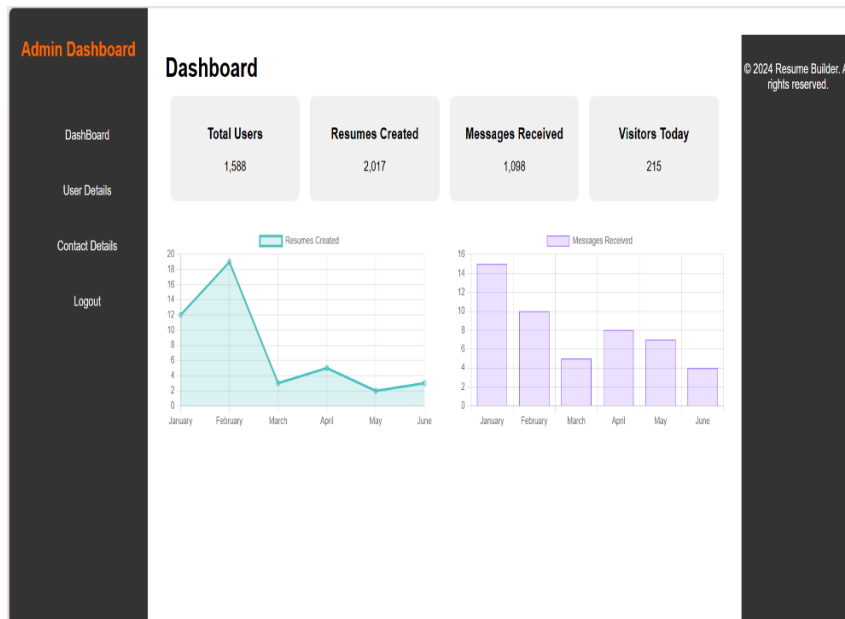 Admin Dashboard
DashBoard
User Details
Contact Details
Logout
Dashboard
Total Users
1,588
Resumes Created
2,017
Messages Received
1,098
Visitors Today
215
Resumes Created
20
18
16
14
12
10
8
6
4
2
0
January February March April May June
Messages Received
16
14
12
10
8
6
4
2
0
January February March April May June
© 2024 Resume Builder.
rights reserved.